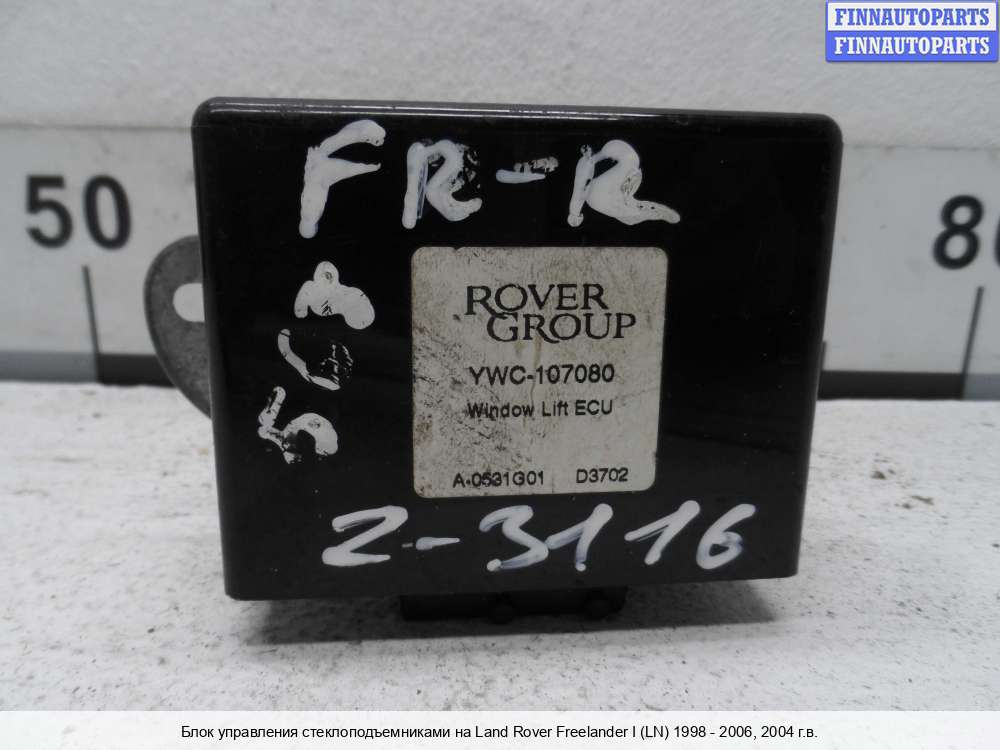 FINNAUTOPARTS
FINNAUTOPARTS
FR-R
50
ROVER
GROUP
YWC-107080
Window Lift ECU
A-0531G01 D3702
2-3116
Блок управления стеклоподъемниками на Land Rover Freelander I (LN) 1998 - 2006, 2004 г.в.